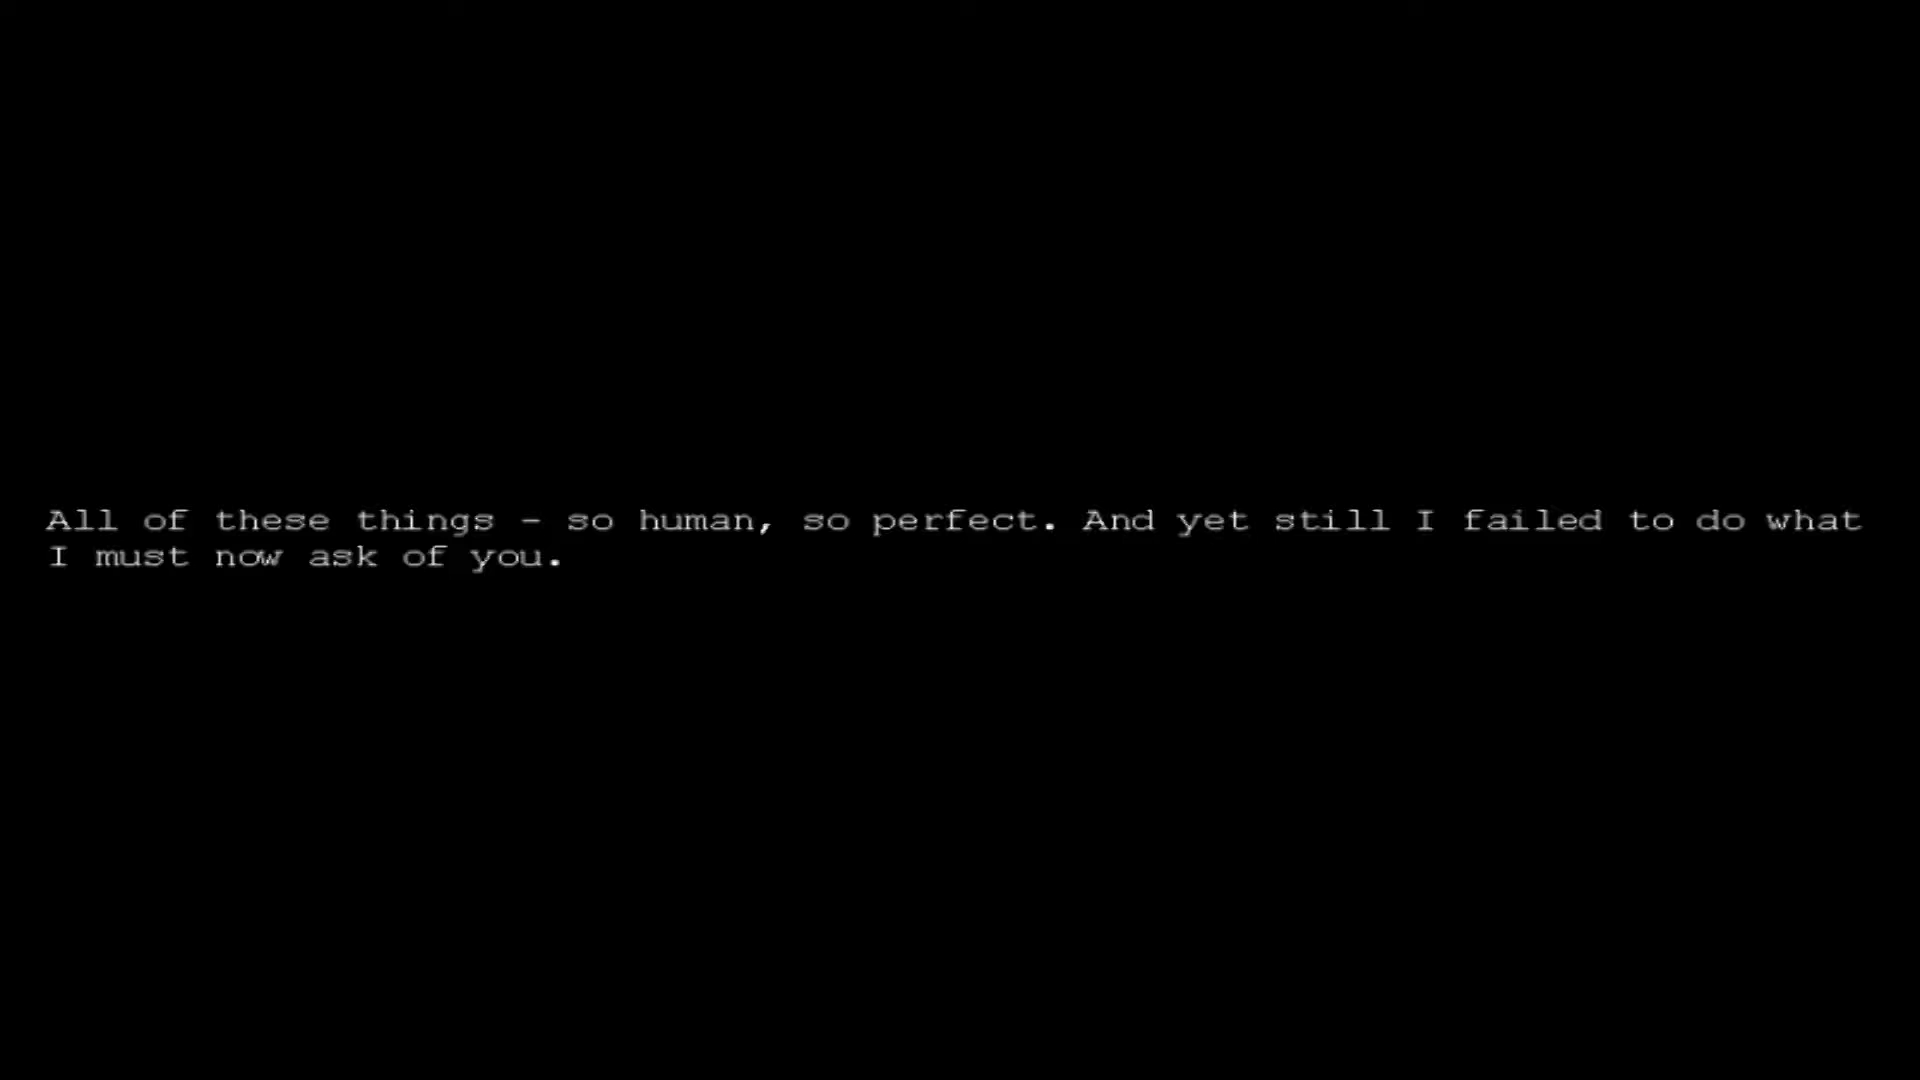 All of these things - so human, so perfect. And yet still I failed to do what
I must now ask of you.